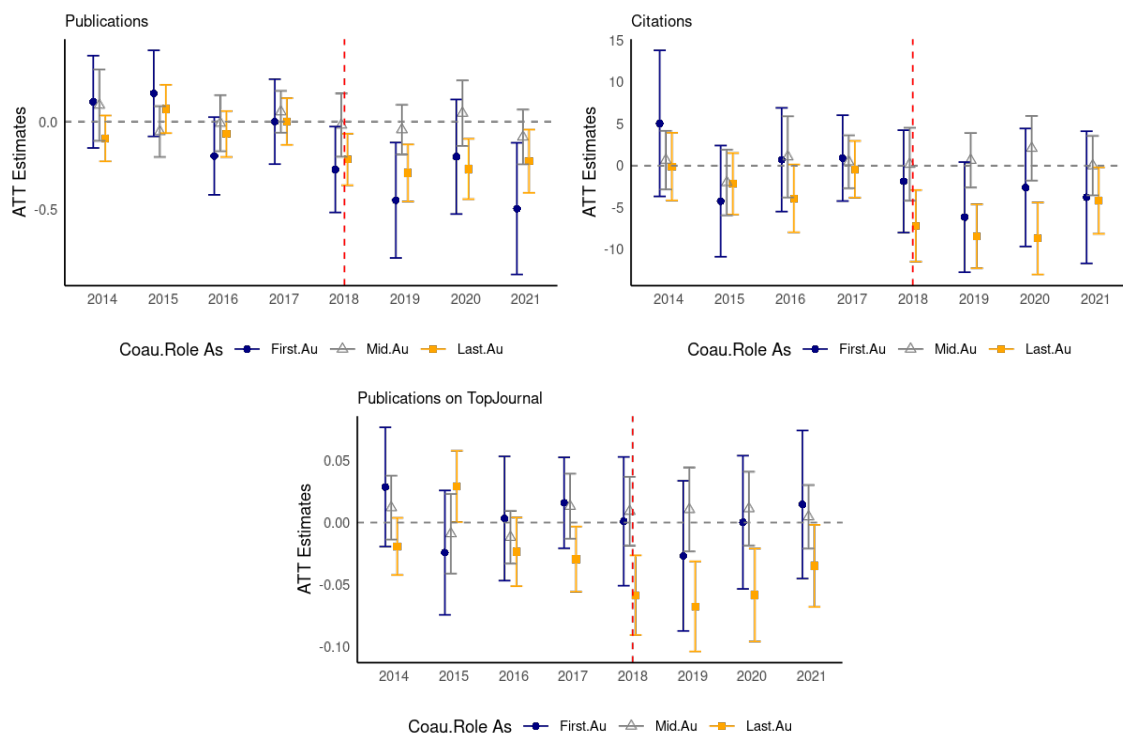 Publications
ATT Estimates
0.0
-0.5
2014 2015 2016 2017 2018 2019 2020 2021
Coau.Role As First.Au Mid.Au Last.Au
Citations
ATT Estimates
15
10
5
0
-5
-10
2014 2015 2016 2017 2018 2019 2020 2021
Coau.Role As First.Au Mid.Au Last.Au
Publications on TopJournal
ATT Estimates
0.05
0.00
-0.05
-0.10
2014 2015 2016 2017 2018 2019 2020 2021
Coau.Role As First.Au Mid.Au Last.Au